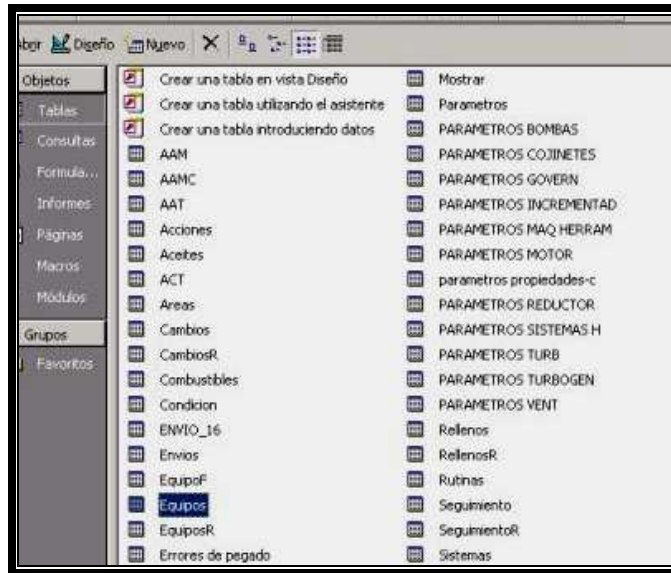 Abrir Diseño Nuevo
Objetos
Tablas
Consultas
Formula...
Informes
Páginas
Macros
Módulos
Grupos
Favoritos
Crear una tabla en vista Diseño
Crear una tabla utilizando el asistente
Crear una tabla introduciendo datos
AAM
AAMC
AAT
Acciones
Aceites
ACT
Areas
Cambios
CambiosR
Combustibles
Condicion
ENVIO_16
Envios
EquipoF
Equipos
EquiposR
Errores de pegado
Mostrar
Parametros
PARAMETROS BOMBAS
PARAMETROS COJINETES
PARAMETROS GOVERN
PARAMETROS INCREMENTAD
PARAMETROS MAQ HERRAM
PARAMETROS MOTOR
parametros propiedades-c
PARAMETROS REDUCTOR
PARAMETROS SISTEMAS H
PARAMETROS TURB
PARAMETROS TURBOGEN
PARAMETROS VENT
Rellenos
RellenosR
Rutinas
Seguimiento
SeguimientoR
Sistemas